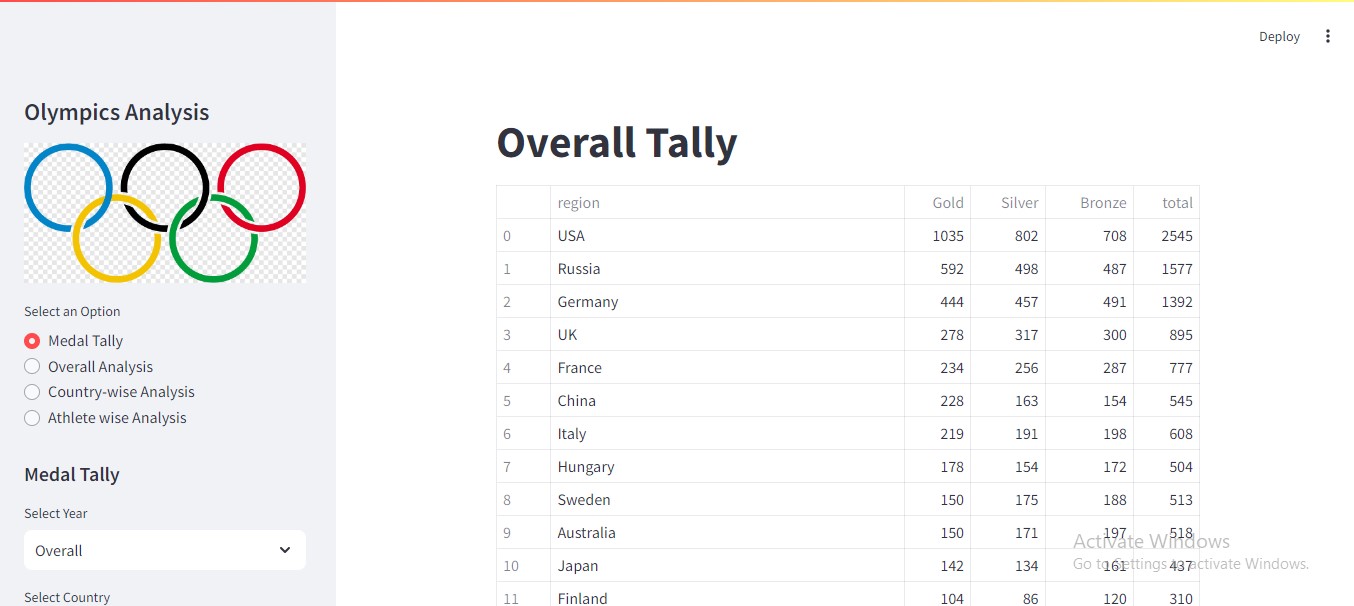 Deploy
Olympics Analysis
Select an Option
Medal Tally
Overall Analysis
Country-wise Analysis
Athlete wise Analysis
Medal Tally
Select Year
Overall
Select Country
Overall Tally
region Gold Silver Bronze total
0 USA 1035 802 708 2545
1 Russia 592 498 487 1577
2 Germany 444 457 491 1392
3 UK 278 317 300 895
4 France 234 256 287 777
5 China 228 163 154 545
6 Italy 219 191 198 608
7 Hungary 178 154 172 504
8 Sweden 150 175 188 513
9 Australia 150 171 197 518
10 Japan 142 134 161 437
11 Finland 104 86 120 310
Activate Windows
Go to Settings to activate Windows.